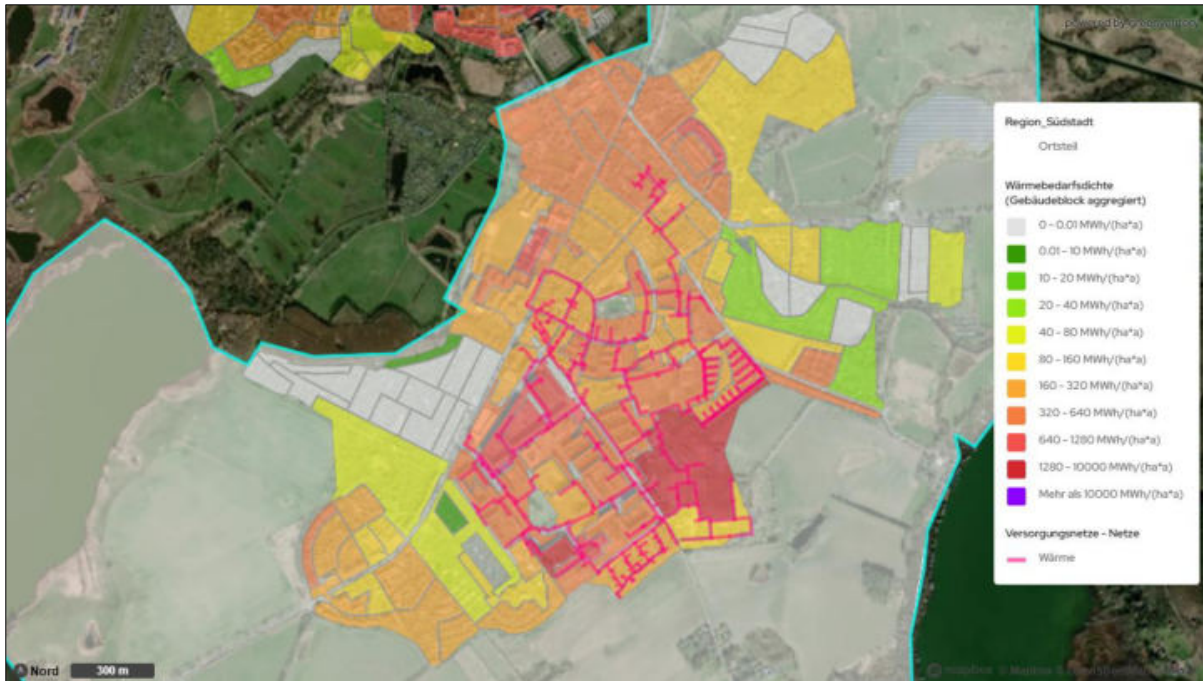 powered by
Region_Südstadt
Ortsteil
Wärmebedarfsdichte
(Gebäudeblock aggregiert)
0 - 0.01 MWh/(ha*a)
0.01 - 10 MWh/(ha*a)
10 - 20 MWh/(ha*a)
20 - 40 MWh/(ha*a)
40 - 80 MWh/(ha*a)
80 - 160 MWh/(ha*a)
160 - 320 MWh/(ha*a)
320 - 640 MWh/(ha*a)
640 - 1280 MWh/(ha*a)
1280 - 10000 MWh/(ha*a)
Mehr als 10000 MWh/(ha*a)
Versorgungsnetze - Netze
Wärme
Nord
300 m
mapbox © Mapbox ©